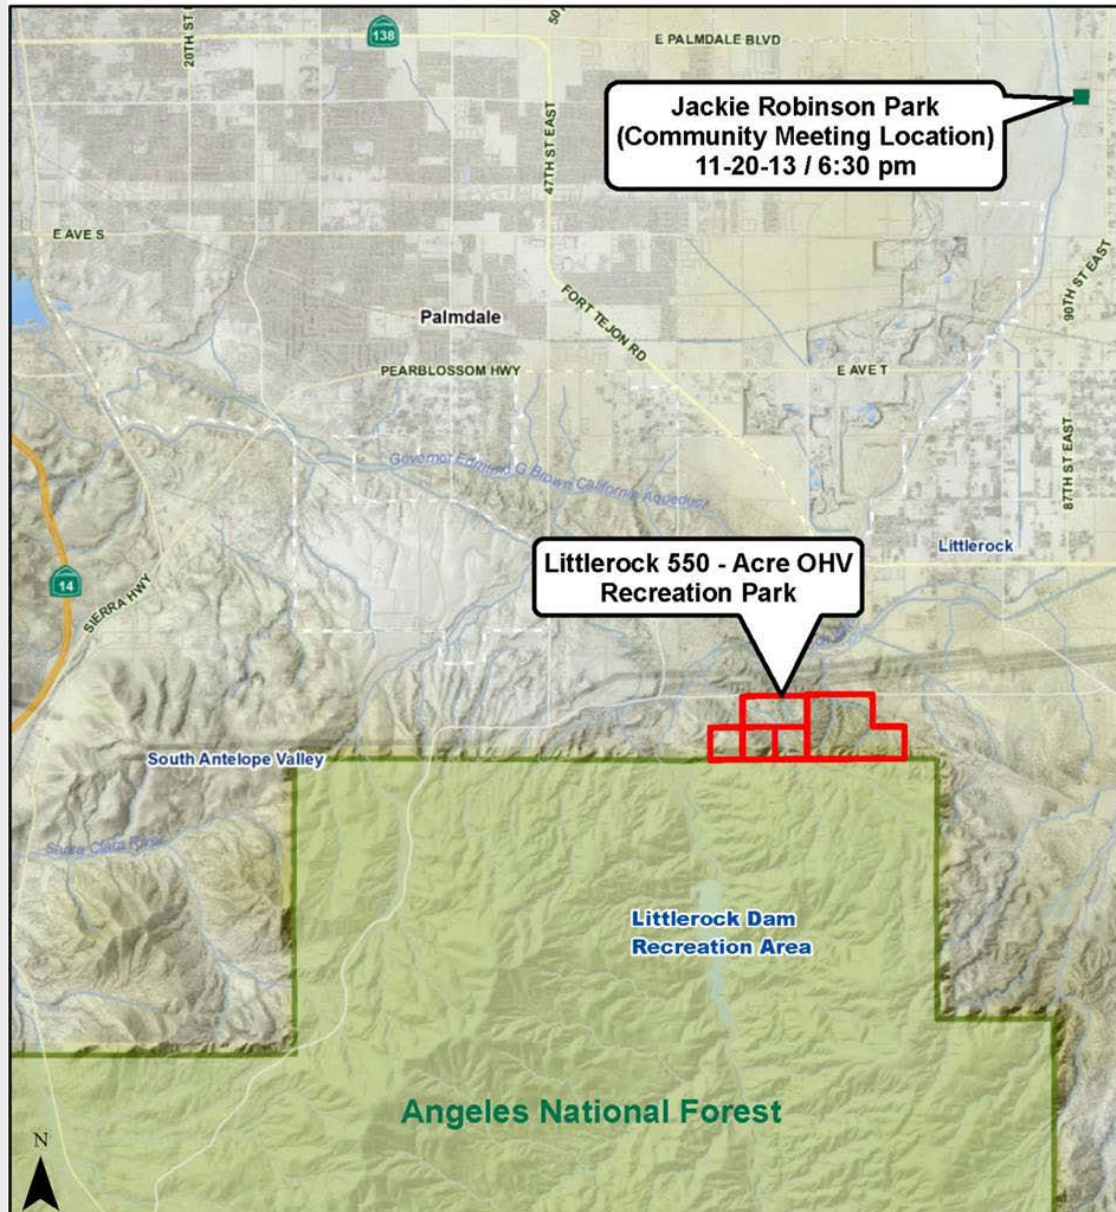 50
20TH ST
138
E PALMDALE BLVD
Jackie Robinson Park
(Community Meeting Location)
11-20-13 / 6:30 pm
47TH ST EAST
E AVE S
90TH ST EAST
FORT TEJON RD
Palmdale
PEARBLOSSOM HWY
E AVE T
Governor Edmund G Brown California Aqueduct
87TH ST EAST
Littlerock
Littlerock 550 - Acre OHV
Recreation Park
14
SIERRA HWY
South Antelope Valley
Santa Clara River
Littlerock Dam
Recreation Area
Angeles National Forest
N